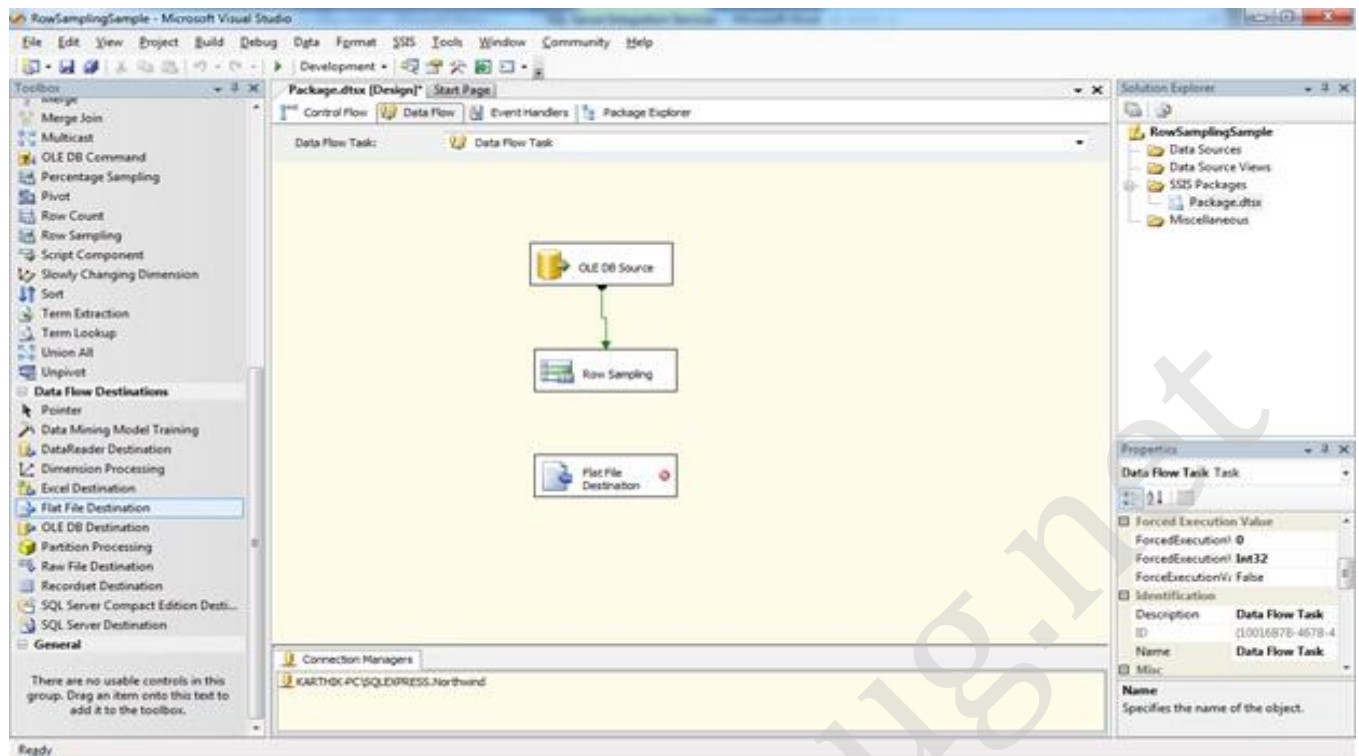 RowSamplingSample - Microsoft Visual Studio
File Edit View Project Build Debug Data Format SSIS Tools Window Community Help
Development
Toolbox
Package.dtsx [Design]* Start Page
Solution Explorer
Merge
Merge Join
Multicast
OLE DB Command
Percentage Sampling
Pivot
Row Count
Row Sampling
Script Component
Slowly Changing Dimension
Sort
Term Extraction
Term Lookup
Union All
Unpivot
Data Flow Destinations
Pointer
Data Mining Model Training
DataReader Destination
Dimension Processing
Excel Destination
Flat File Destination
OLE DB Destination
Partition Processing
Raw File Destination
Recordset Destination
SQL Server Compact Edition Desti...
SQL Server Destination
General
There are no usable controls in this
group. Drag an item onto this text to
add it to the toolbox.
Control Flow Data Flow Event Handlers Package Explorer
Data Flow Task: Data Flow Task
OLE DB Source
Row Sampling
Flat File
Destination
Connection Managers
KARTHIK-PC\SQLEXPRESS.Northwind
RowSamplingSample
Data Sources
Data Source Views
SSIS Packages
Package.dtsx
Miscellaneous
Properties
Data Flow Task Task
Forced Execution Value
ForcedExecution 0
ForcedExecution Int32
ForceExecutionV False
Identification
Description Data Flow Task
ID
Name Data Flow Task
Misc
Name
Specifies the name of the object.
Ready
ug.net